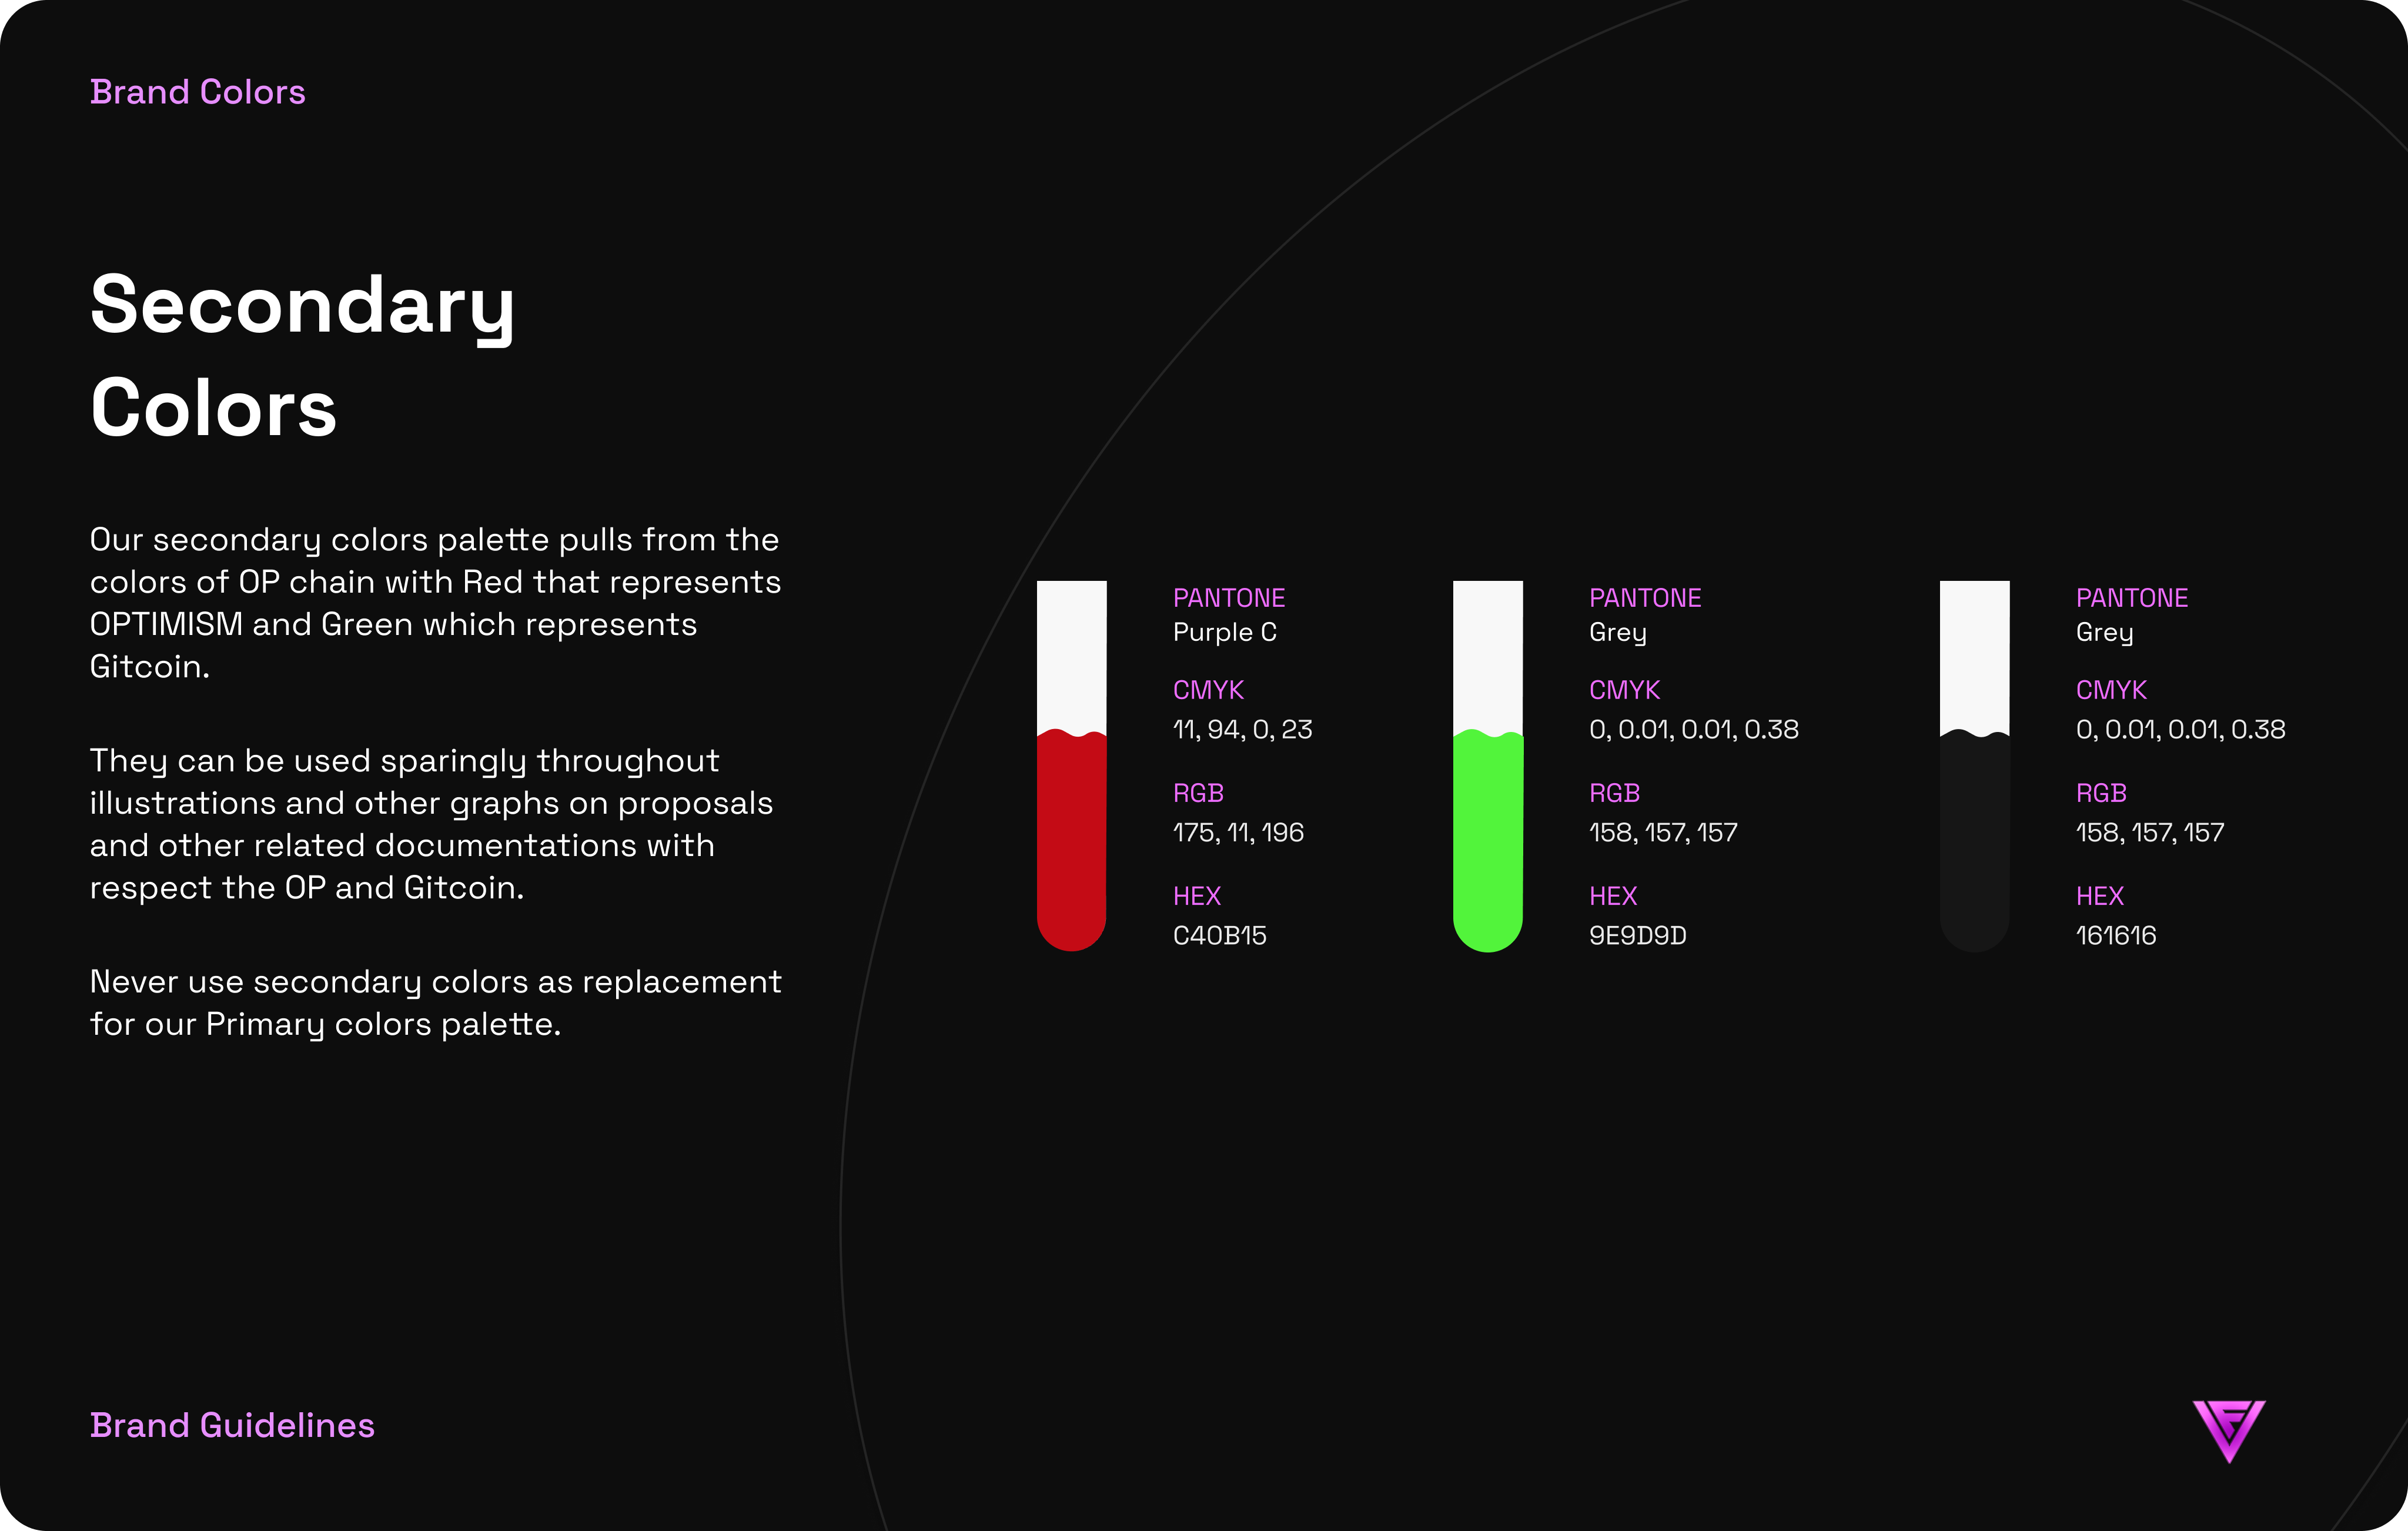 Brand Colors
Secondary
Colors
Our secondary colors palette pulls from the
colors of OP chain with Red that represents
OPTIMISM and Green which represents
Gitcoin.
They can be used sparingly throughout
illustrations and other graphs on proposals
and other related documentations with
respect the OP and Gitcoin.
Never use secondary colors as replacement
for our Primary colors palette.
PANTONE
Purple C
CMYK
11, 94, 0, 23
RGB
175, 11, 196
HEX
C40B15
PANTONE
Grey
CMYK
0, 0.01, 0.01, 0.38
RGB
158, 157, 157
HEX
9E9D9D
PANTONE
Grey
CMYK
0, 0.01, 0.01, 0.38
RGB
158, 157, 157
HEX
161616
Brand Guidelines